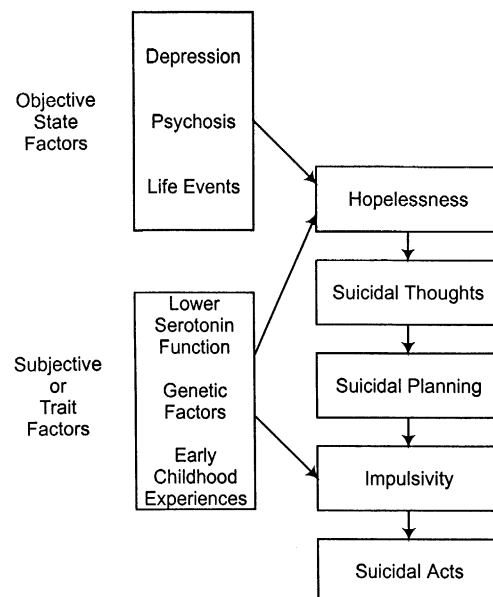 Objective
State
Factors
Depression
Psychosis
Life Events
Subjective
or
Trait
Factors
Lower
Serotonin
Function
Genetic
Factors
Early
Childhood
Experiences
Hopelessness
Suicidal Thoughts
Suicidal Planning
Impulsivity
Suicidal Acts